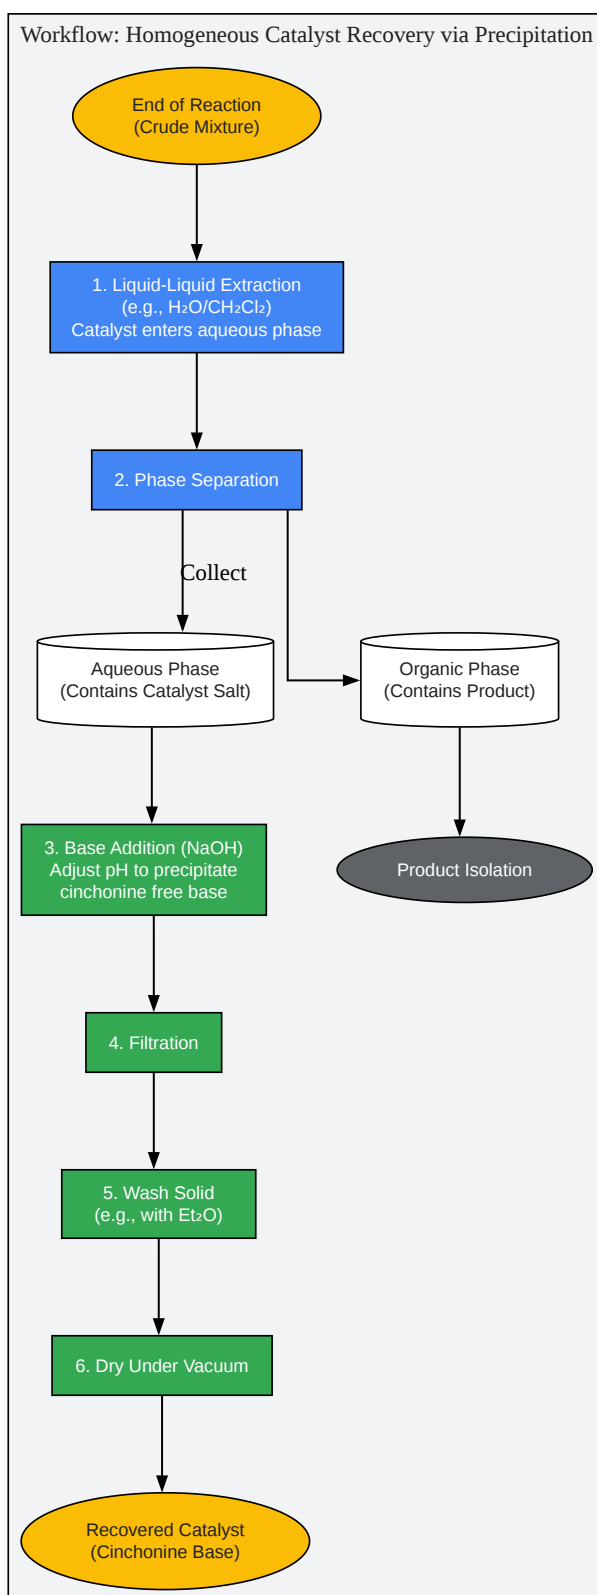 Workflow: Homogeneous Catalyst Recovery via Precipitation
End of Reaction
(Crude Mixture)
1. Liquid-Liquid Extraction
(e.g., H₂O/CH₂Cl₂)
Catalyst enters aqueous phase
2. Phase Separation
Collect
Aqueous Phase
(Contains Catalyst Salt)
Organic Phase
(Contains Product)
3. Base Addition (NaOH)
Adjust pH to precipitate
cinchonine free base
Product Isolation
4. Filtration
5. Wash Solid
(e.g., with Et₂O)
6. Dry Under Vacuum
Recovered Catalyst
(Cinchonine Base)